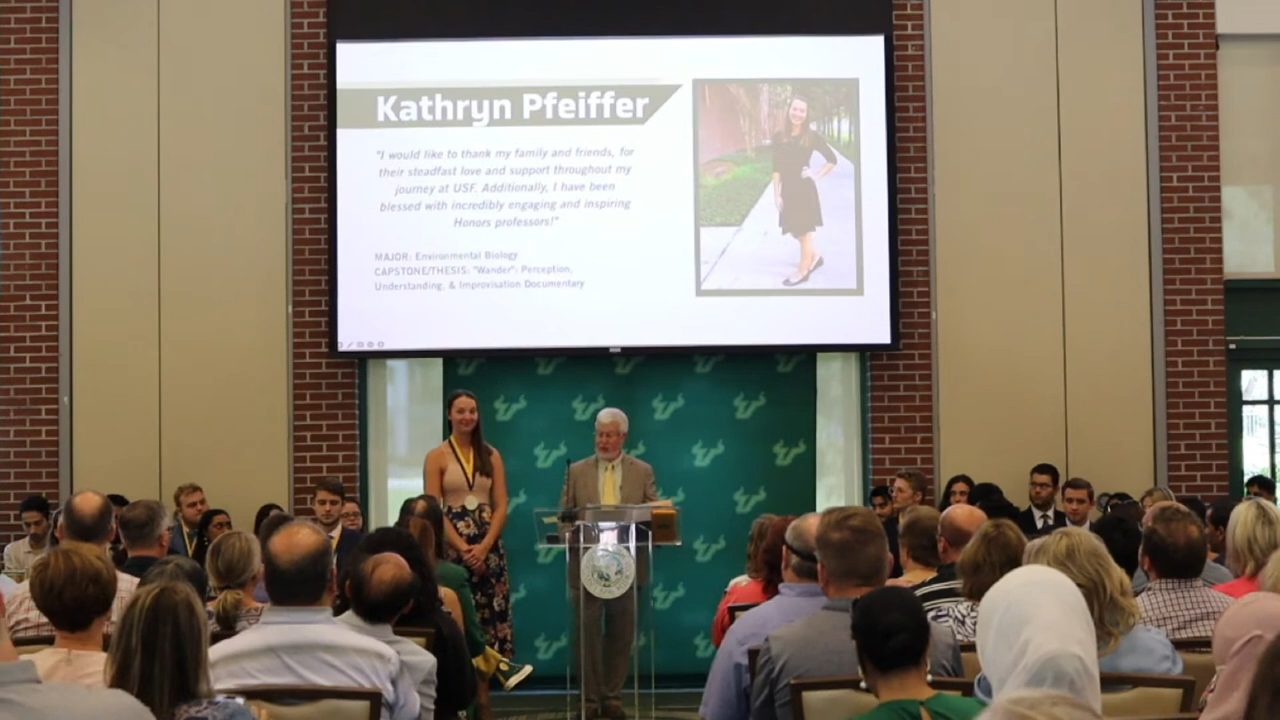 Kathryn Pfeiffer
"I would like to thank my family and friends, for
their steadfast love and support throughout my
journey at USF. Additionally, I have been
blessed with incredibly engaging and inspiring
Honors professors!"
MAJOR: Environmental Biology
CAPSTONE/THESIS: "Wander": Perception,
Understanding, & Improvisation Documentary